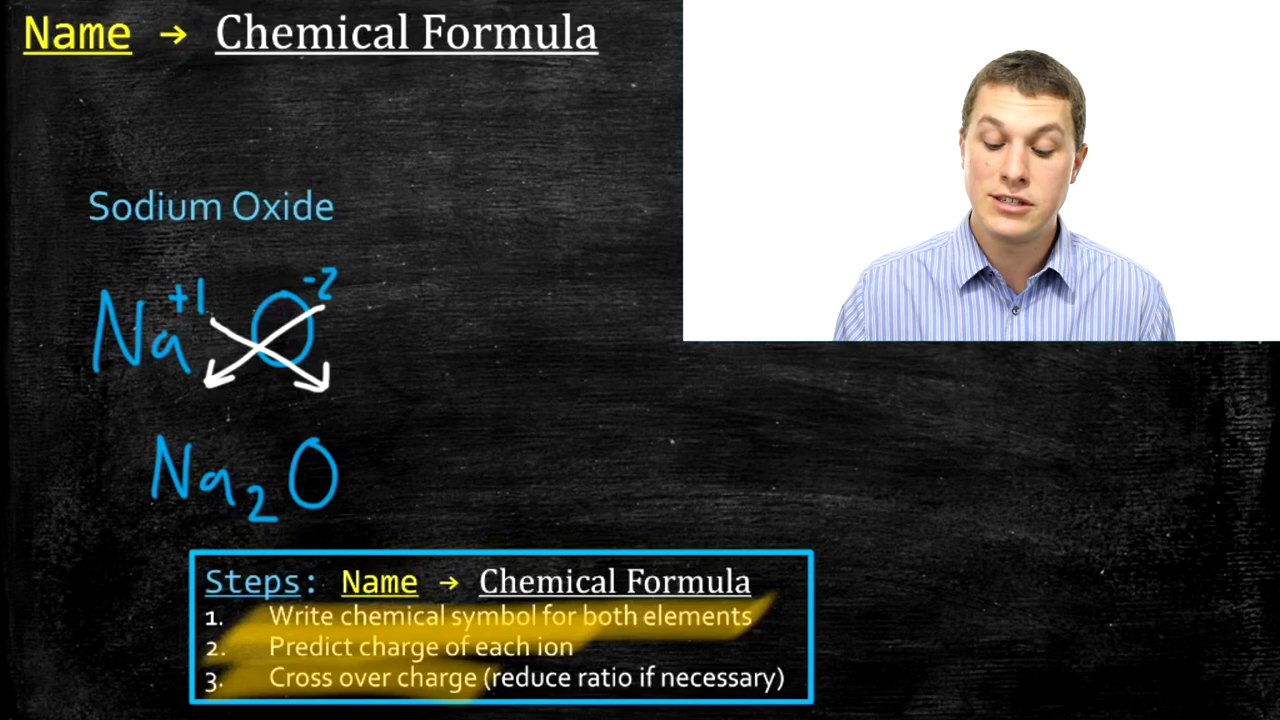 Name → Chemical Formula
Sodium Oxide
Na+1 O-2
Na2O
Steps: Name → Chemical Formula
1. Write chemical symbol for both elements
2. Predict charge of each ion
3. Cross over charge (reduce ratio if necessary)